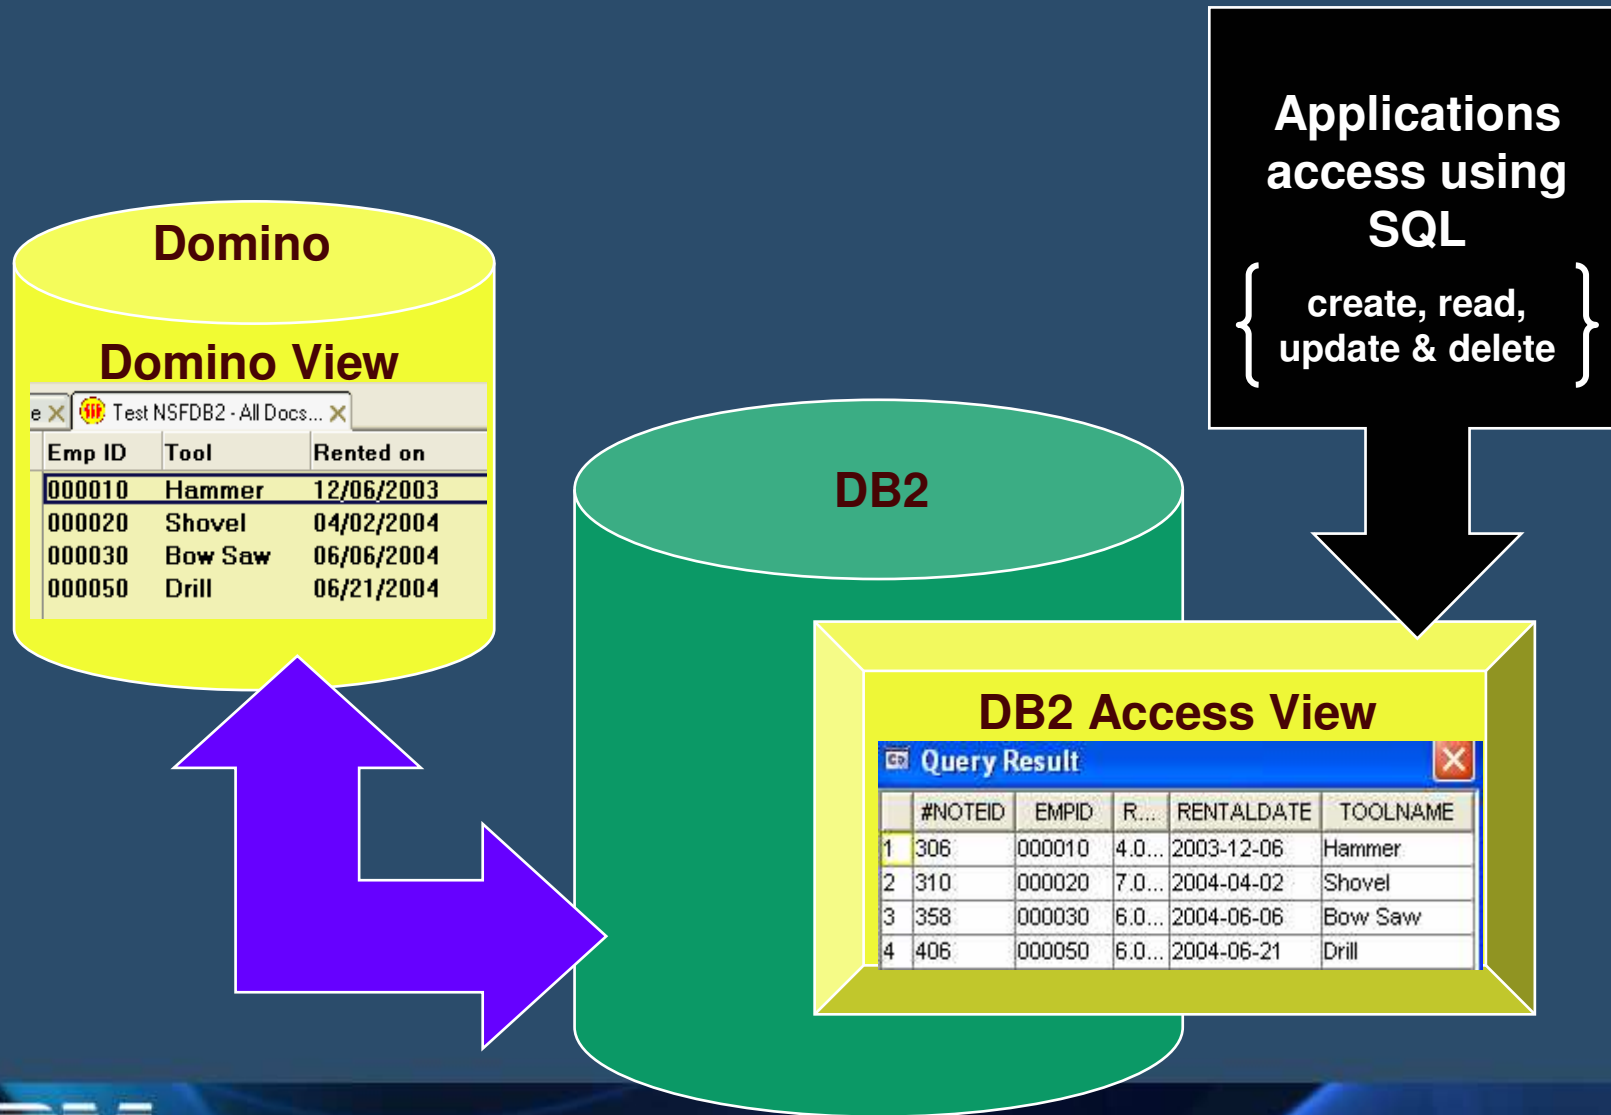 Applications
access using
SQL
create, read,
update & delete
Domino
Domino View
e Test NSFDB2 - All Docs...
Emp ID Tool Rented on
000010 Hammer 12/06/2003
000020 Shovel 04/02/2004
000030 Bow Saw 06/06/2004
000050 Drill 06/21/2004
DB2
DB2 Access View
Query Result
#NOTEID EMPID R... RENTALDATE TOOLNAME
1 306 000010 4.0... 2003-12-06 Hammer
2 310 000020 7.0... 2004-04-02 Shovel
3 358 000030 6.0... 2004-06-06 Bow Saw
4 406 000050 6.0... 2004-06-21 Drill